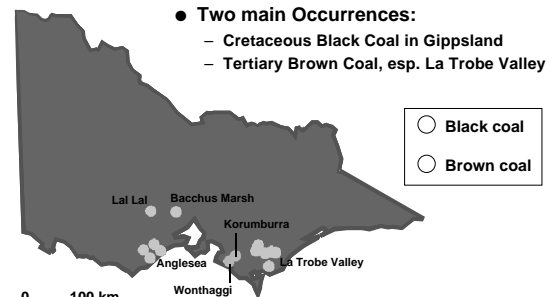 ● Two main Occurrences:
– Cretaceous Black Coal in Gippsland
– Tertiary Brown Coal, esp. La Trobe Valley
Black coal
Brown coal
Lal Lal
Bacchus Marsh
Korumburra
Anglesea
La Trobe Valley
Wonthaggi
0 100 km